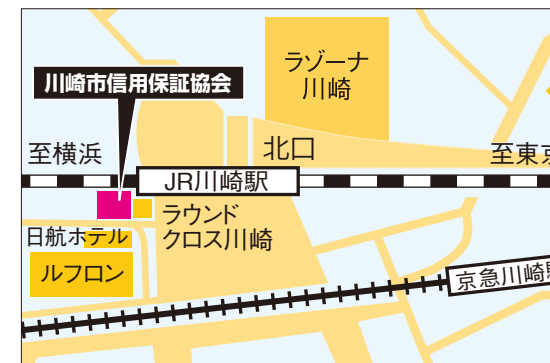 ラゾーナ
川崎
川崎市信用保証協会
北口
至横浜
至東京
JR川崎駅
ラウンド
クロス川崎
日航ホテル
ルフロン
京急川崎駅